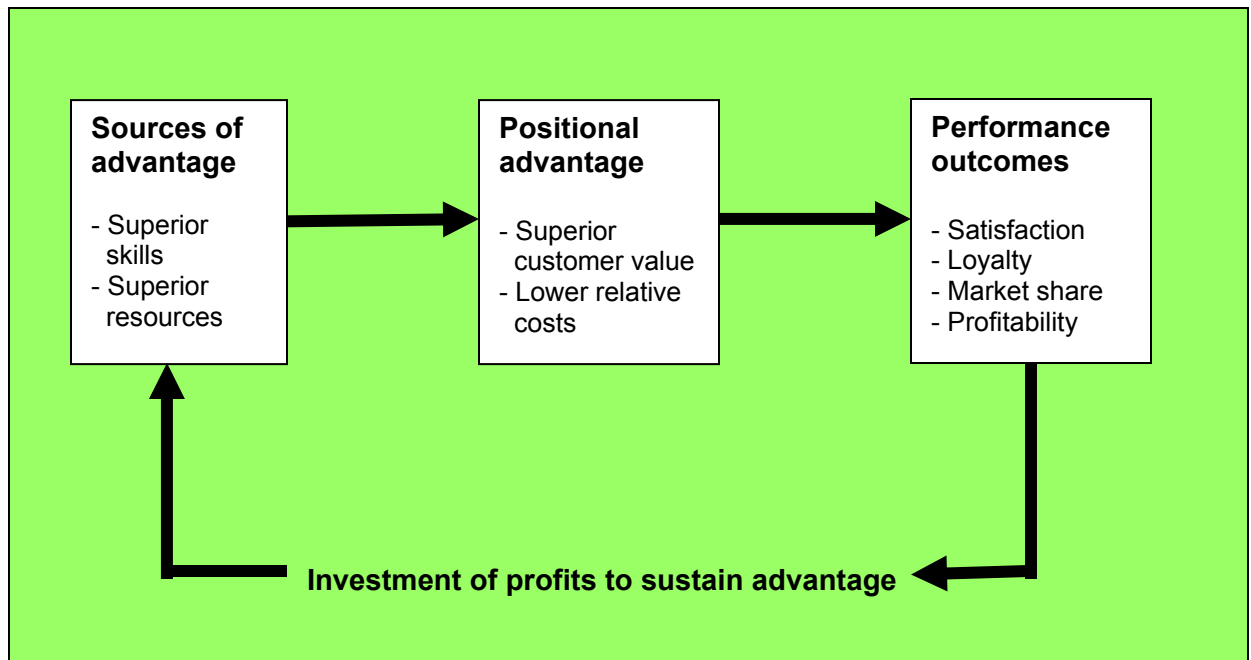 Sources of
advantage
- Superior
skills
- Superior
resources
Positional
advantage
- Superior
customer value
- Lower relative
costs
Performance
outcomes
- Satisfaction
- Loyalty
- Market share
- Profitability
Investment of profits to sustain advantage